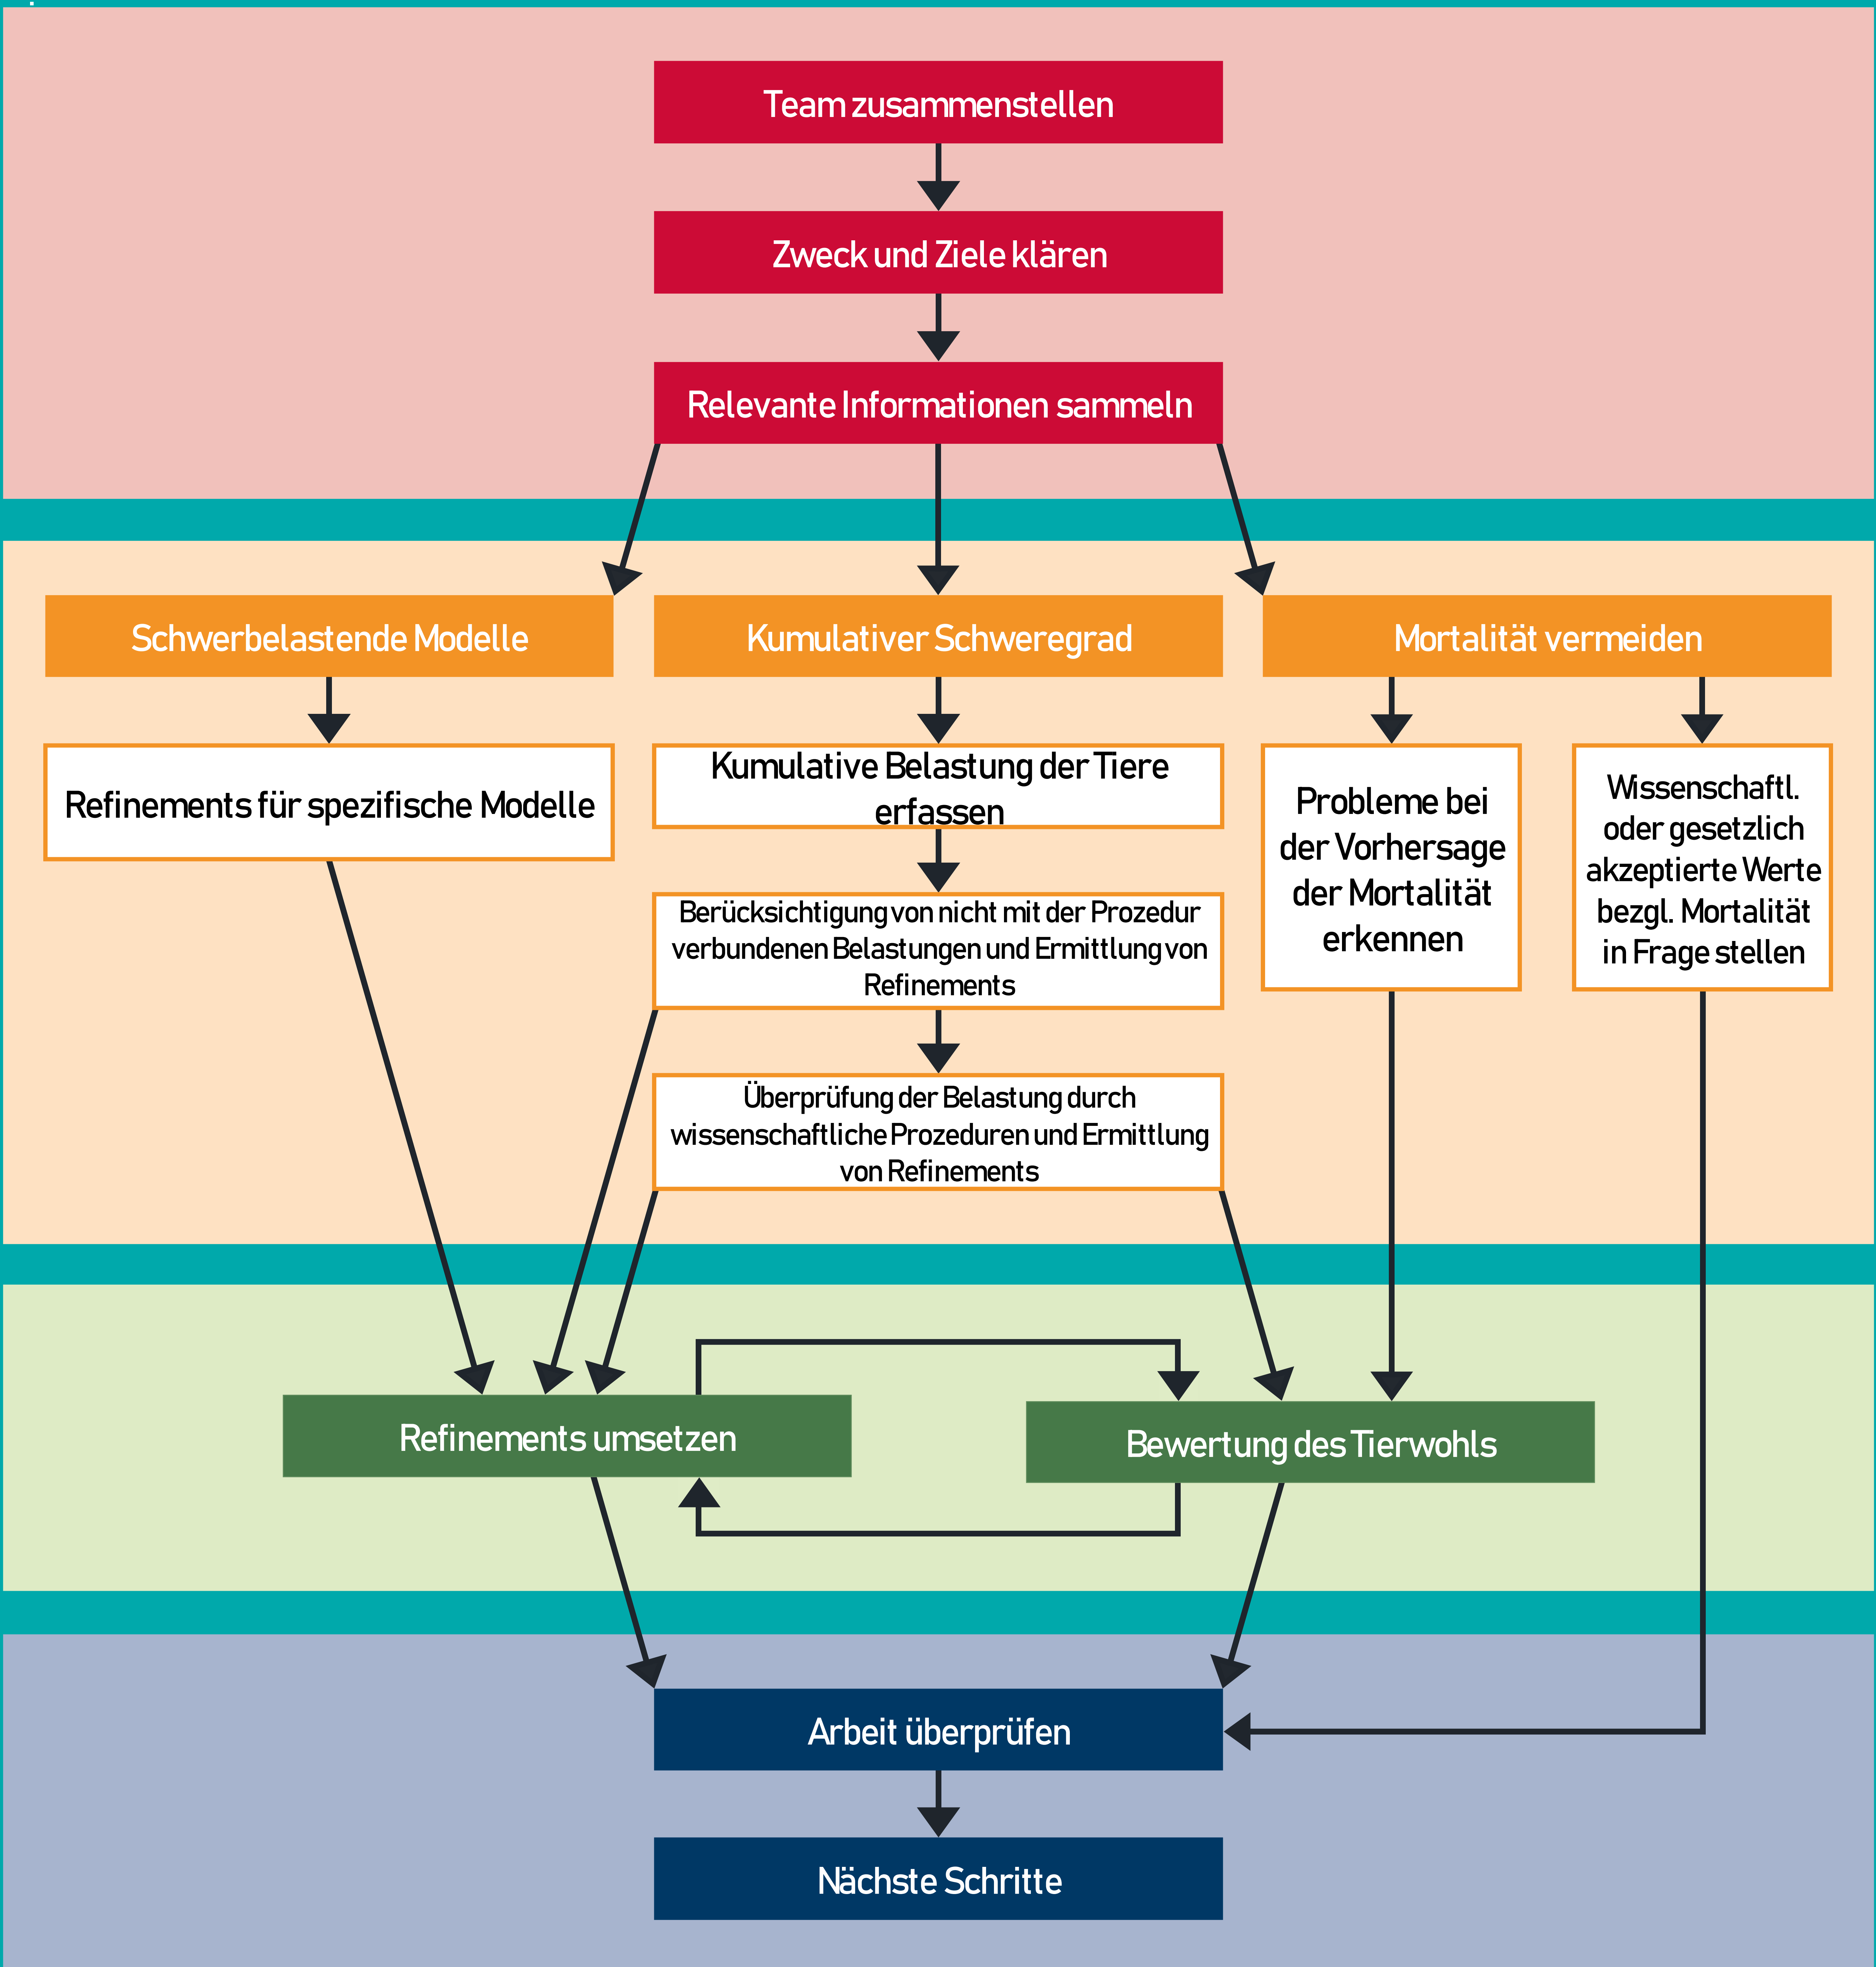 Team zusammenstellen
Zweck und Ziele klären
Relevante Informationen sammeln
Schwerbelastende Modelle
Kumulativer Schweregrad
Mortalität vermeiden
Refinements für spezifische Modelle
Kumulative Belastung der Tiere
erfassen
Berücksichtigung von nicht mit der Prozedur
verbundenen Belastungen und Ermittlung von
Refinements
Überprüfung der Belastung durch
wissenschaftliche Prozeduren und Ermittlung
von Refinements
Probleme bei
der Vorhersage
der Mortalität
erkennen
Wissenschaftl.
oder gesetzlich
akzeptierte Werte
bezgl. Mortalität
in Frage stellen
Refinements umsetzen
Bewertung des Tierwohls
Arbeit überprüfen
Nächste Schritte